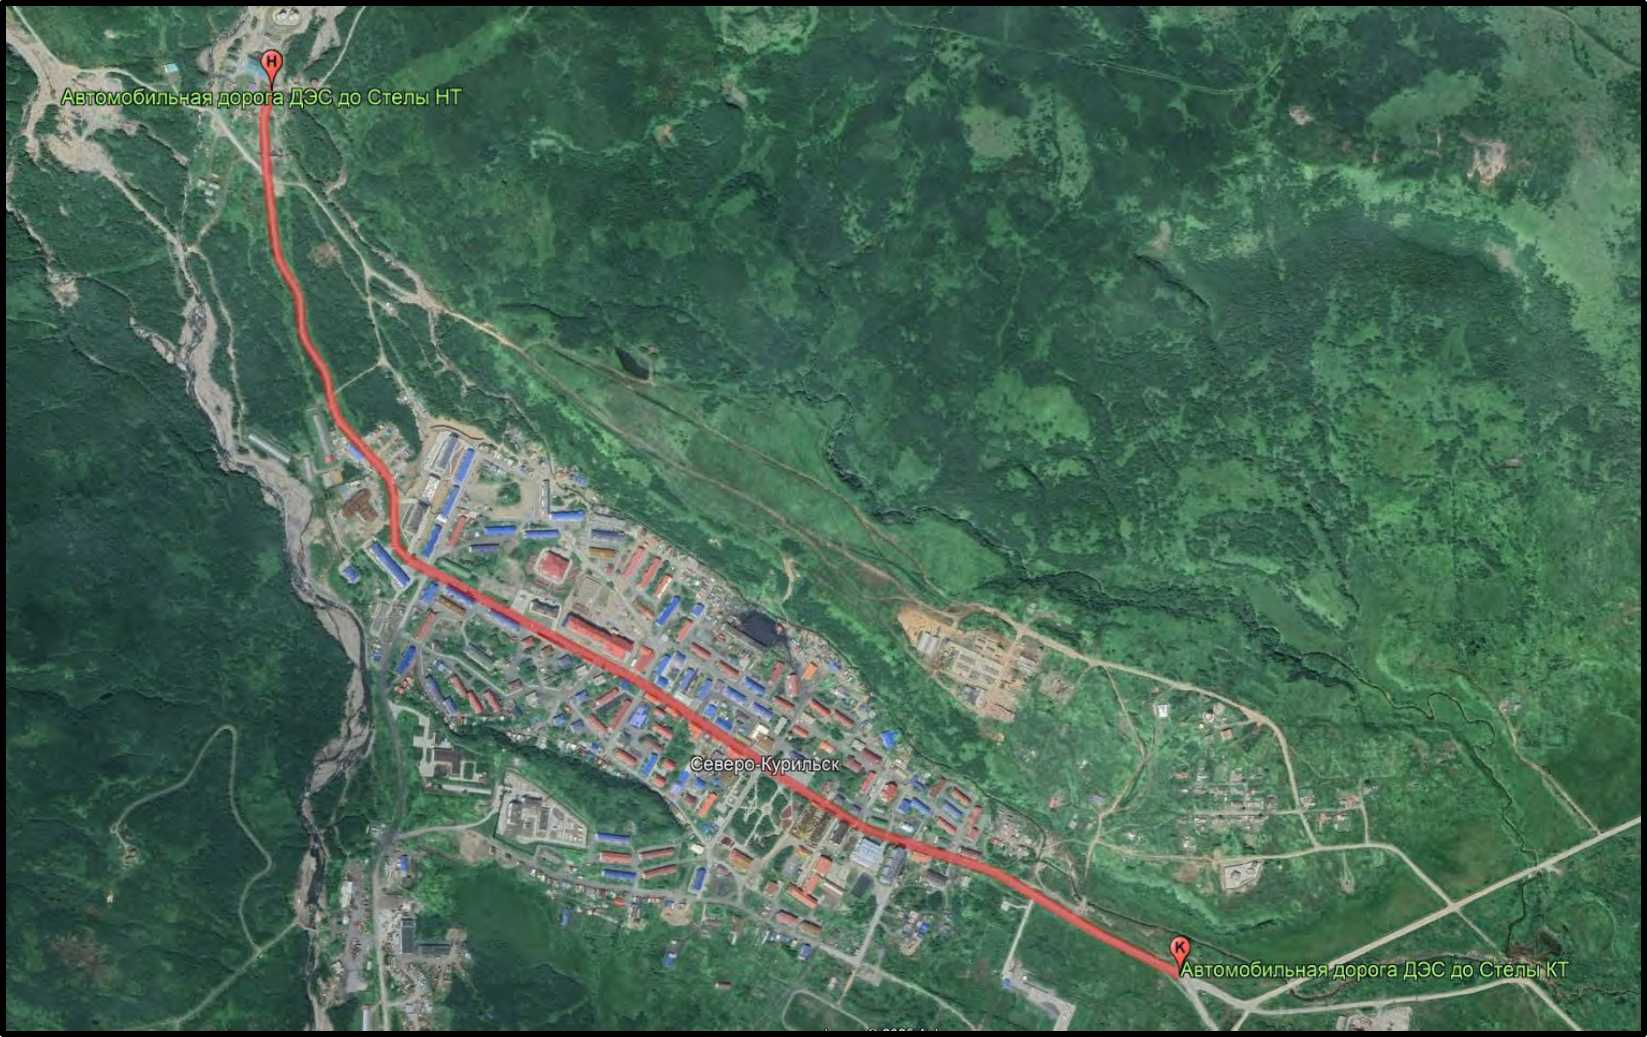 Н
Автомобильная дорога ДЭС до Стелы НТ
Северо-Курильск
К
Автомобильная дорога ДЭС до Стелы КТ